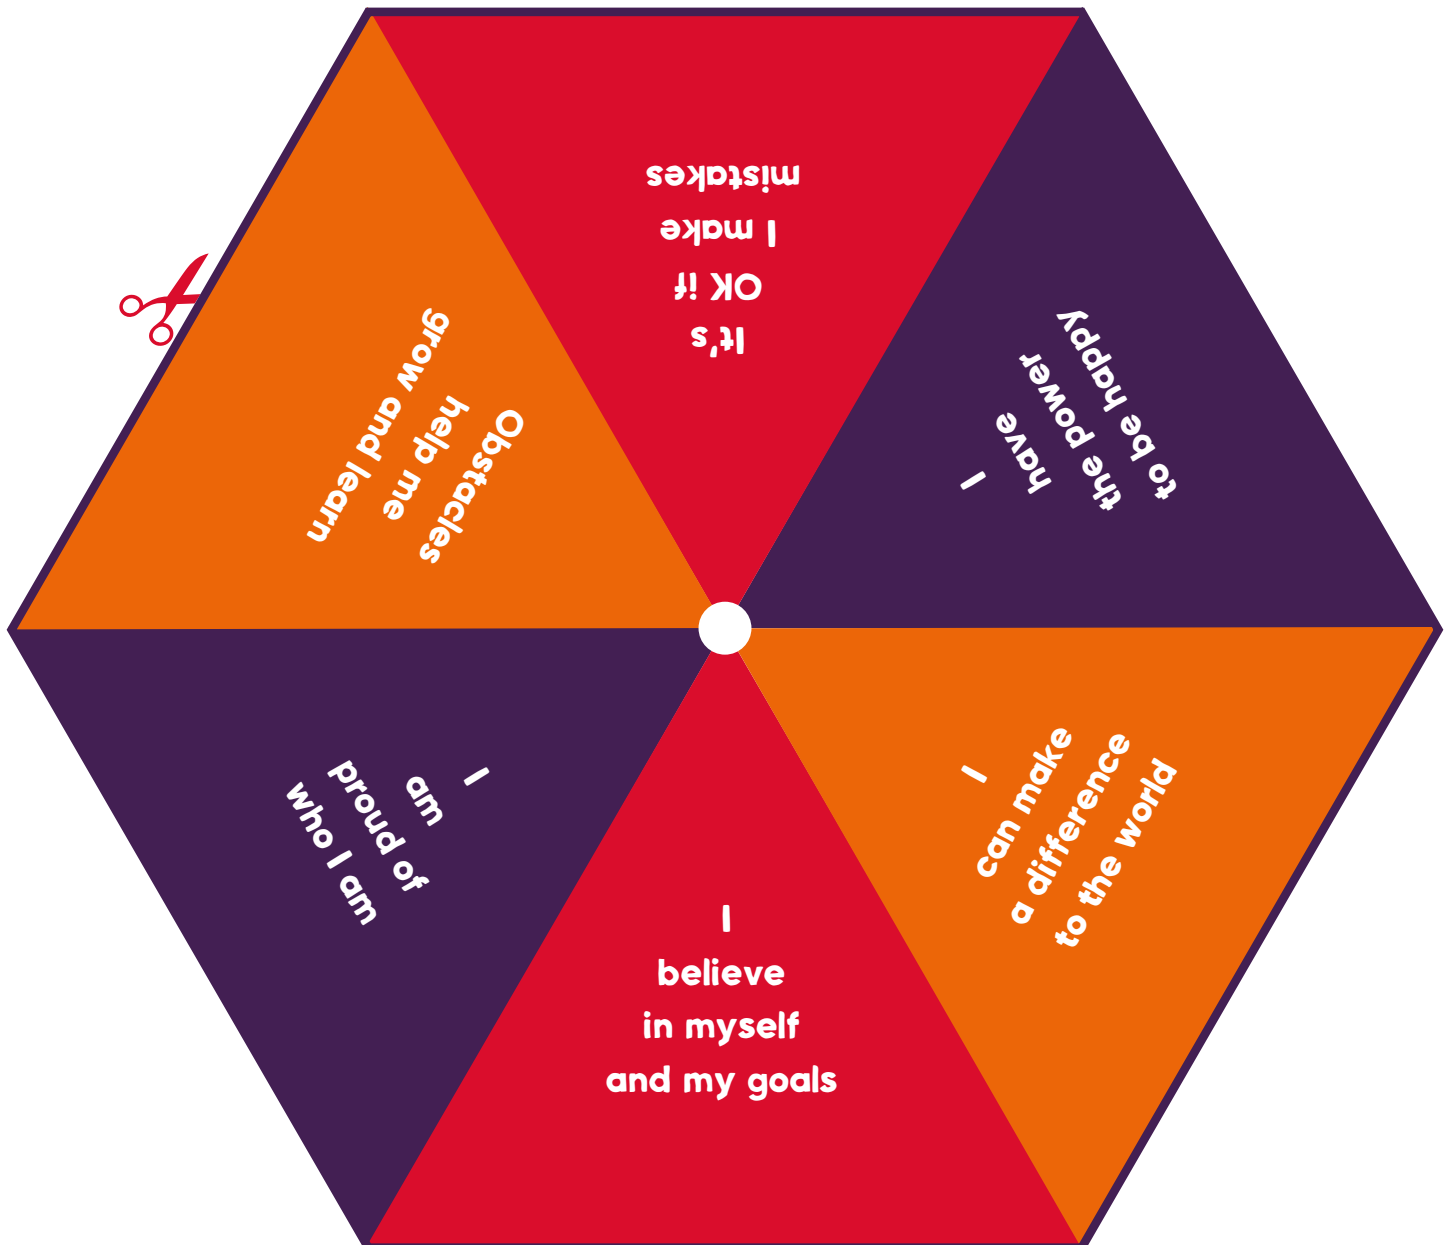 It's
OK if
I make
mistakes
I
have
the power
to be happy
I
can make
a difference
to the world
I
believe
in myself
and my goals
I
am
proud of
who I am
Obstacles
help me
grow and learn